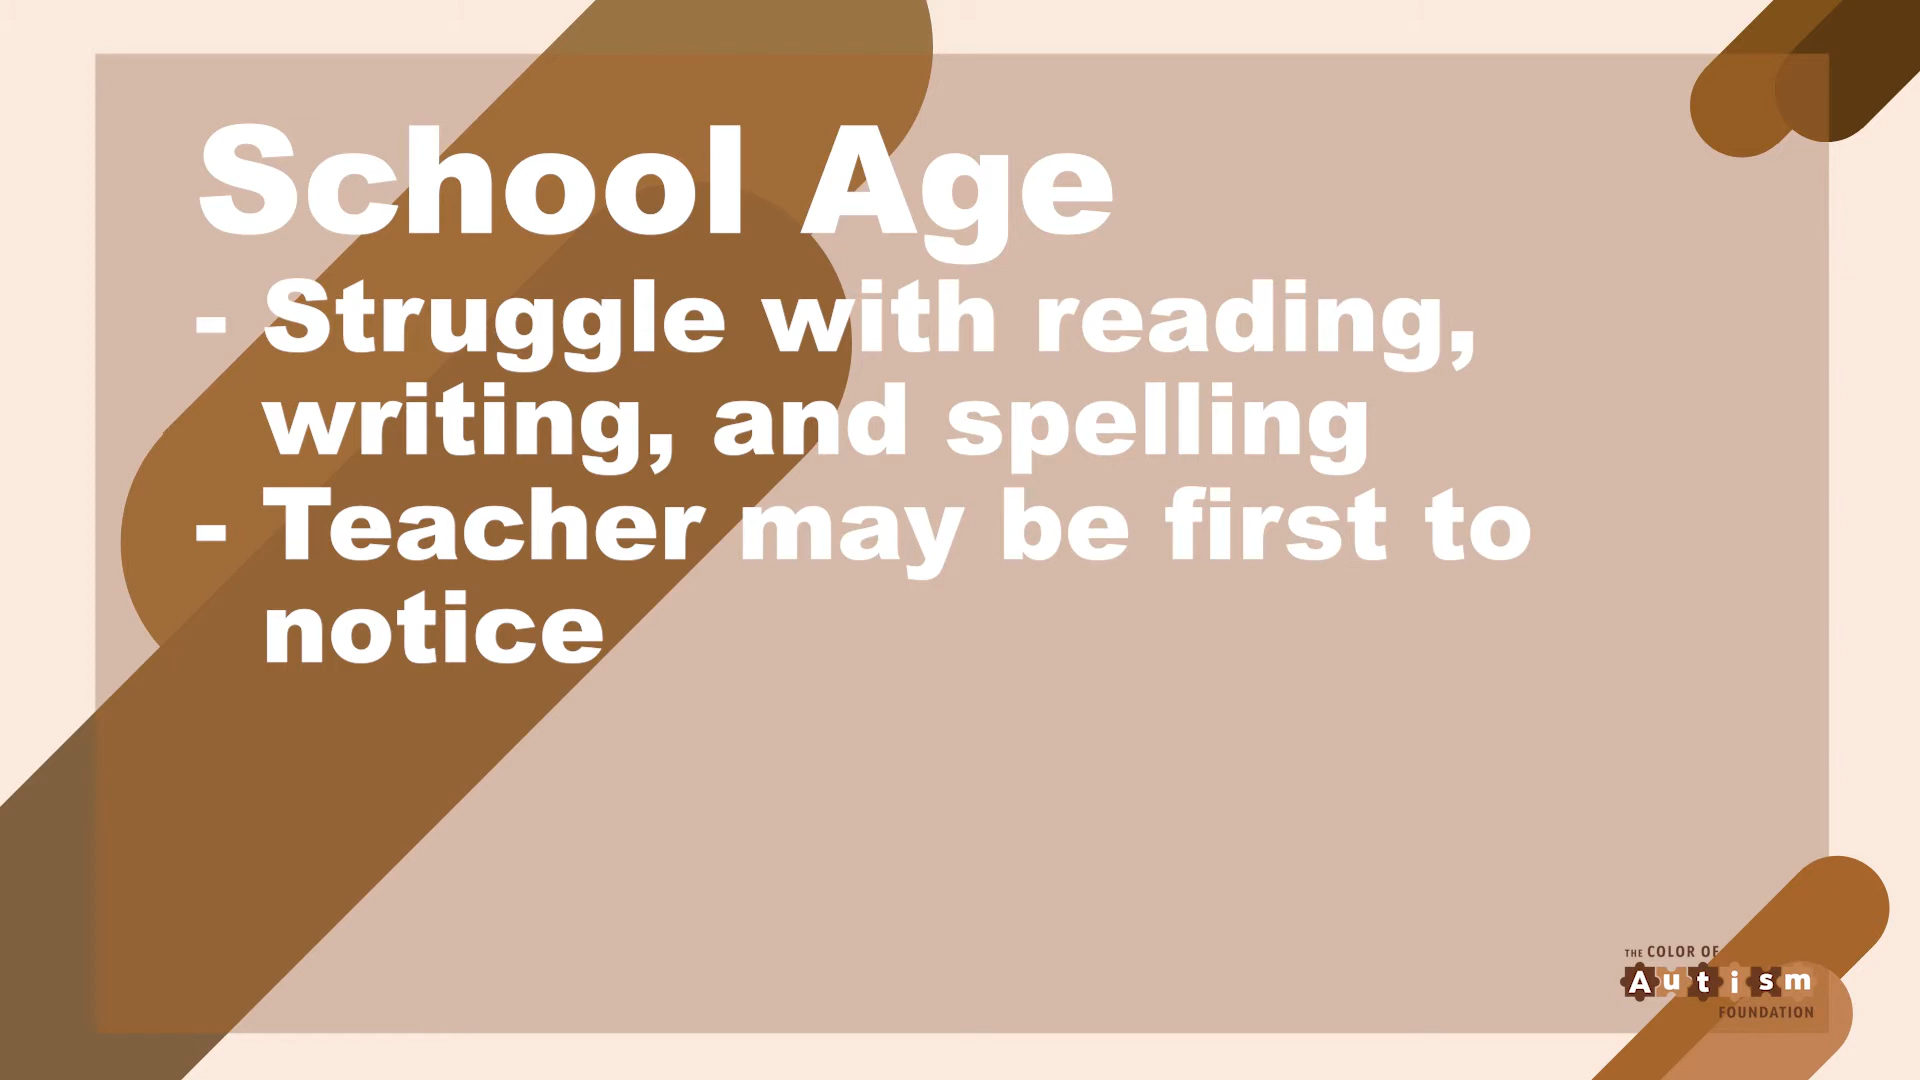 School Age
- Struggle with reading,
writing, and spelling
- Teacher may be first to
notice
THE COLOR OF
Autism
FOUNDATION